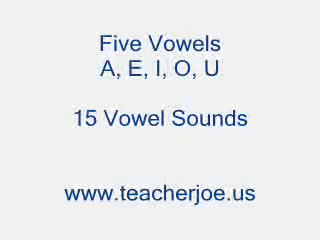 Five Vowels
A, E, I, O, U
15 Vowel Sounds
www.teacherjoe.us